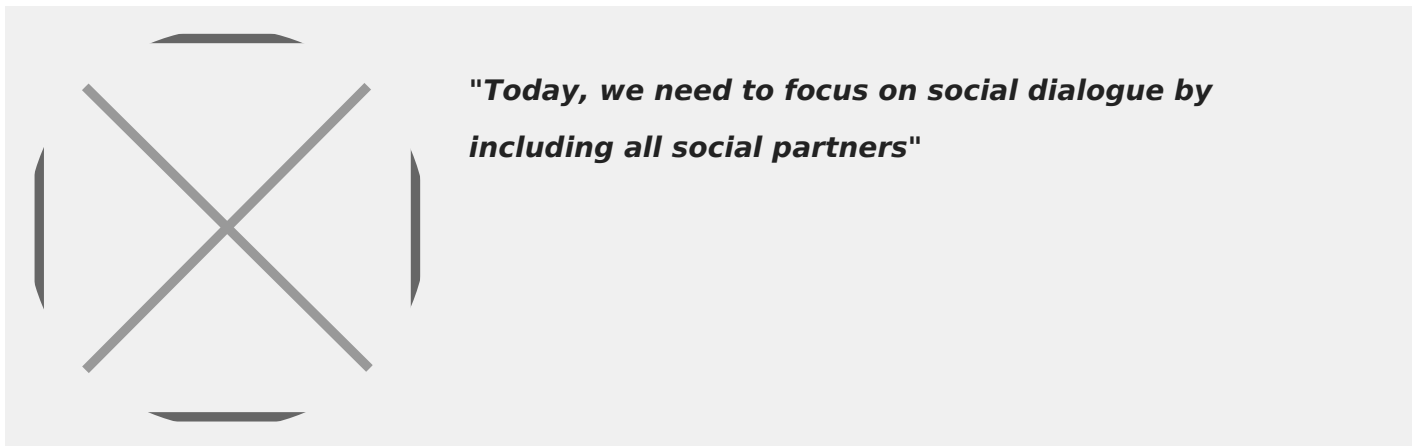 "Today, we need to focus on social dialogue by
including all social partners"